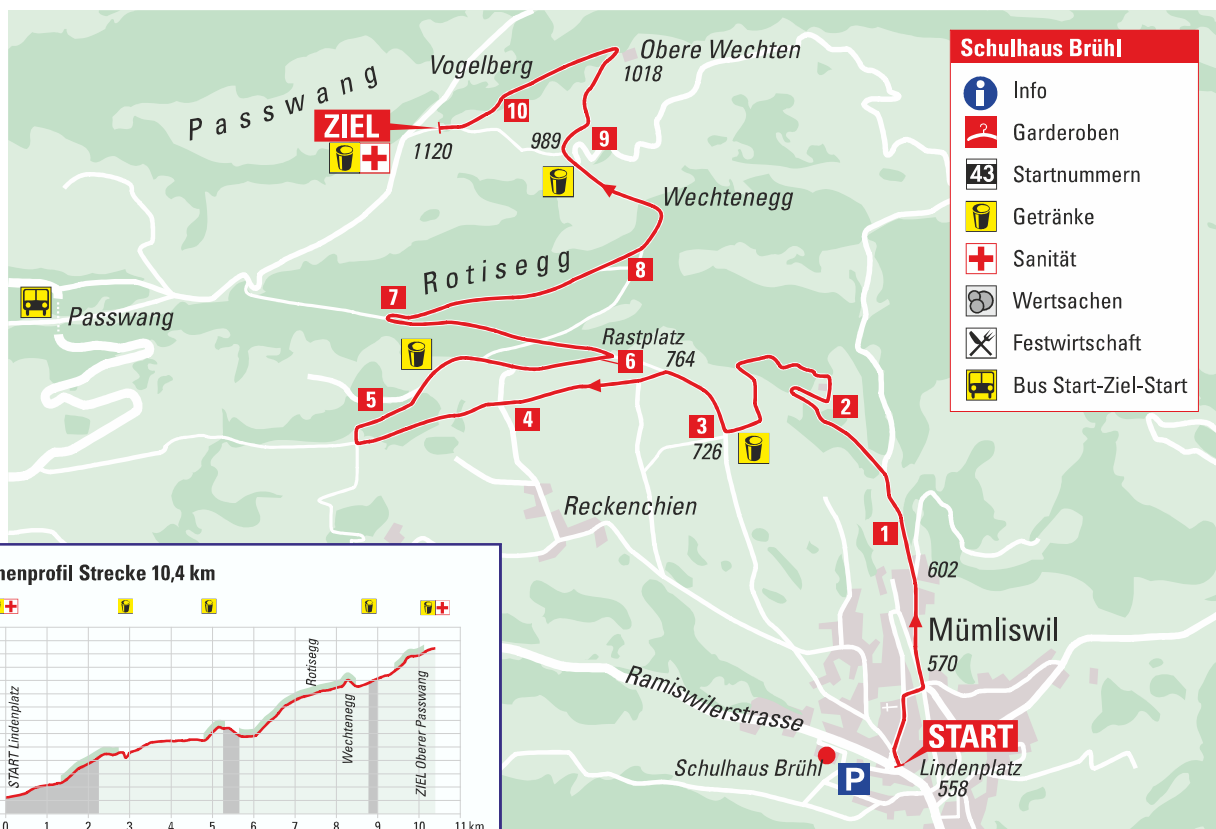 Obere Wechten
1018
Vogelberg
Passwang
10
ZIEL
1120
989
9
Wechtenegg
Rotisegg
8
7
Passwang
Rastplatz
6
764
5
4
3
726
2
Reckenchien
1
602
Mümliswil
570
Ramiswilerstrasse
START
Schulhaus Brühl
P
Lindenplatz
558
Schulhaus Brühl
Info
Garderoben
43 Startnummern
Getränke
Sanität
Wertsachen
Festwirtschaft
Bus Start-Ziel-Start
nenprofil Strecke 10,4 km
START Lindenplatz
Rotisegg
Wechtenegg
ZIEL Oberer Passwang
0 1 2 3 4 5 6 7 8 9 10 11 km